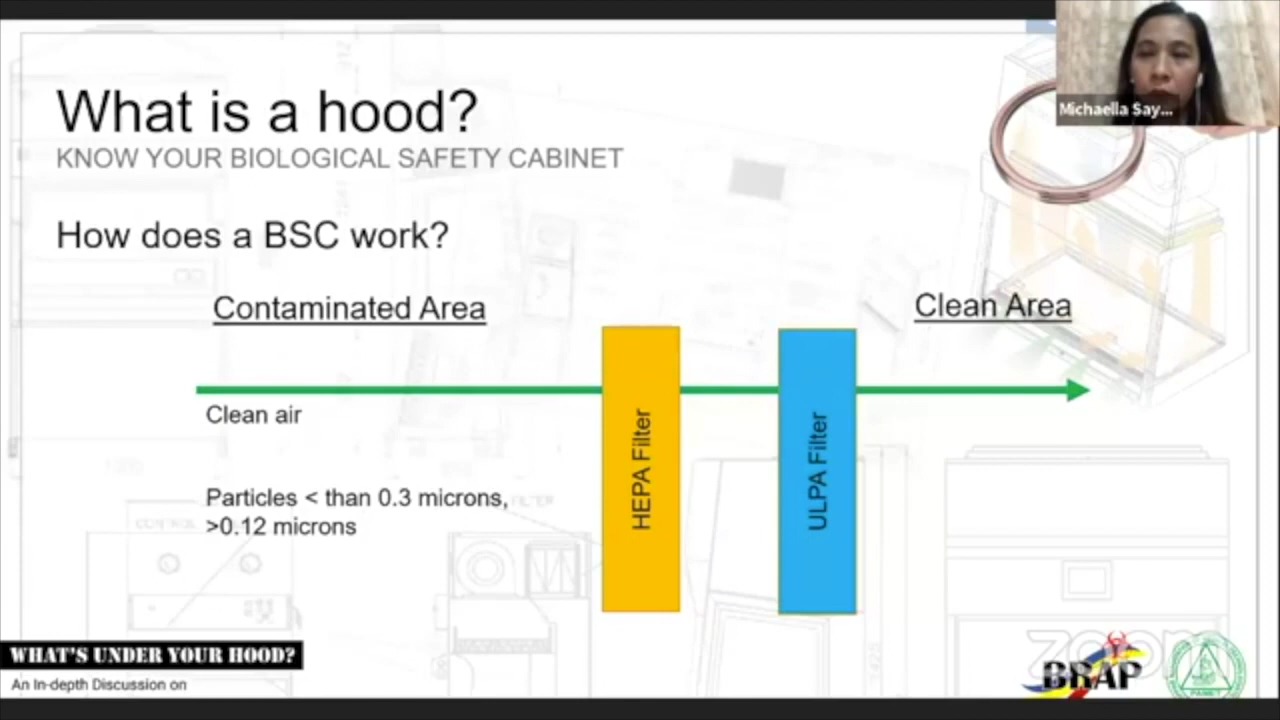 What is a hood?
KNOW YOUR BIOLOGICAL SAFETY CABINET
Michaella Say...
How does a BSC work?
Contaminated Area
Clean Area
Clean air
HEPA Filter
ULPA Filter
Particles < than 0.3 microns,
>0.12 microns
WHAT'S UNDER YOUR HOOD?
An In-depth Discussion on
zoom
BRAP
PAMET